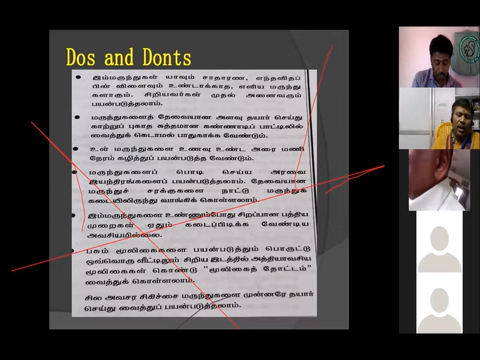 Dos and Donts
இம்மருந்துகள் யாவும் சாதாரண, எந்தவிதப்
பின் விளைவும் உண்டாக்காத, எளிய மருந்து
களாகும். சிறியவர்கள் முதல் அனைவரும்
பயன்படுத்தலாம்.
மருந்துகளைத் தேவையான அளவு தயார் செய்து
காற்றுப் புகாத சுத்தமான கண்ணாடிப் பாட்டிலில்
வைத்துக் கெடாமல் பாதுகாக்க வேண்டும்.
உள் மருந்துகளை உணவு உண்ட அரை மணி
நேரம் கழித்துப் பயன்படுத்த வேண்டும்.
மருந்துகளைப் பொடி செய்ய அரவை
இயந்திரங்களைப் பயன்படுத்தலாம். தேவையான
மருந்துச் சரக்குகளை நாட்டு மருந்துக்
கடையிலிருந்து வாங்கிக் கொள்ளலாம்.
இம்மருந்துகளை உண்ணும்போது சிறப்பான பத்திய
முறைகள் ஏதும் கடைப்பிடிக்க வேண்டிய
அவசியமில்லை.
பசும் மூலிகைகளை பயன்படுத்தும் பொருட்டு
ஒவ்வொரு வீட்டிலும் சிறிய இடத்தில் அத்தியாவசிய
மூலிகைகள் கொண்டு "மூலிகைத் தோட்டம்"
வைத்துக் கொள்ளலாம்.
சில அவசர சிகிச்சை மருந்துகளை முன்னரே தயார்
செய்து வைத்துப் பயன்படுத்தலாம்.